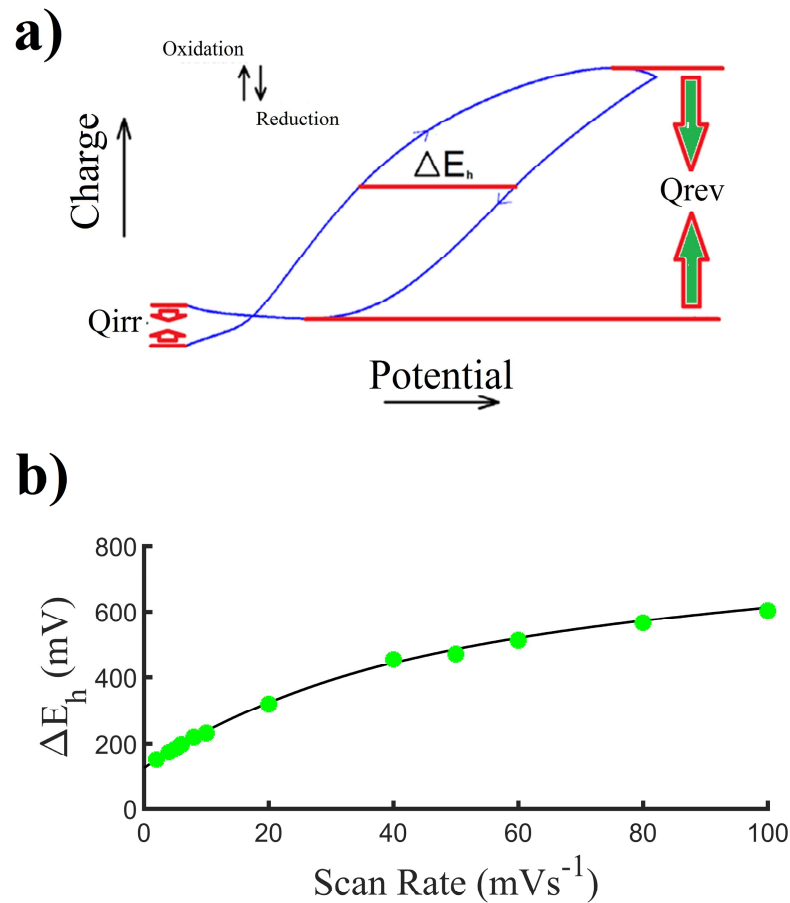 a)
Oxidation
Reduction
Charge
ΔEh
Qrev
Qirr
Potential
b)
800
600
400
200
0
ΔEh (mV)
0 20 40 60 80 100
Scan Rate (mVs-1)